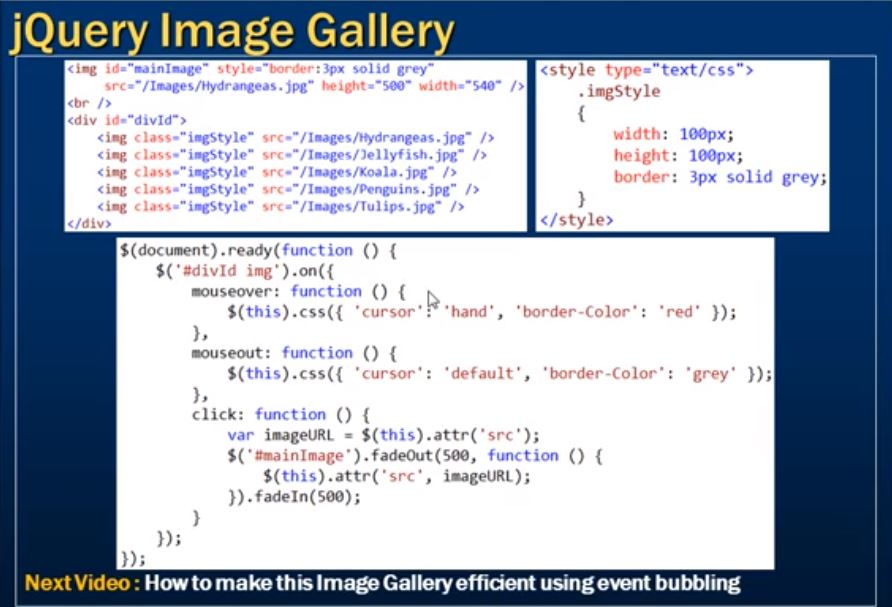 jQuery Image Gallery
<img id="mainImage" style="border:3px solid grey"
src="/Images/Hydrangeas.jpg" height="500" width="540" />
<br />
<div id="divId">
<img class="imgStyle" src="/Images/Hydrangeas.jpg" />
<img class="imgStyle" src="/Images/Jellyfish.jpg" />
<img class="imgStyle" src="/Images/Koala.jpg" />
<img class="imgStyle" src="/Images/Penguins.jpg" />
<img class="imgStyle" src="/Images/Tulips.jpg" />
</div>
<style type="text/css">
.imgStyle
{
width: 100px;
height: 100px;
border: 3px solid grey;
}
</style>
$(document).ready(function () {
$('#divId img').on({
mouseover: function () {
$(this).css({ 'cursor': 'hand', 'border-Color': 'red' });
},
mouseout: function () {
$(this).css({ 'cursor': 'default', 'border-Color': 'grey' });
},
click: function () {
var imageURL = $(this).attr('src');
$('#mainImage').fadeOut(500, function () {
$(this).attr('src', imageURL);
}).fadeIn(500);
}
});
});
Next Video : How to make this Image Gallery efficient using event bubbling